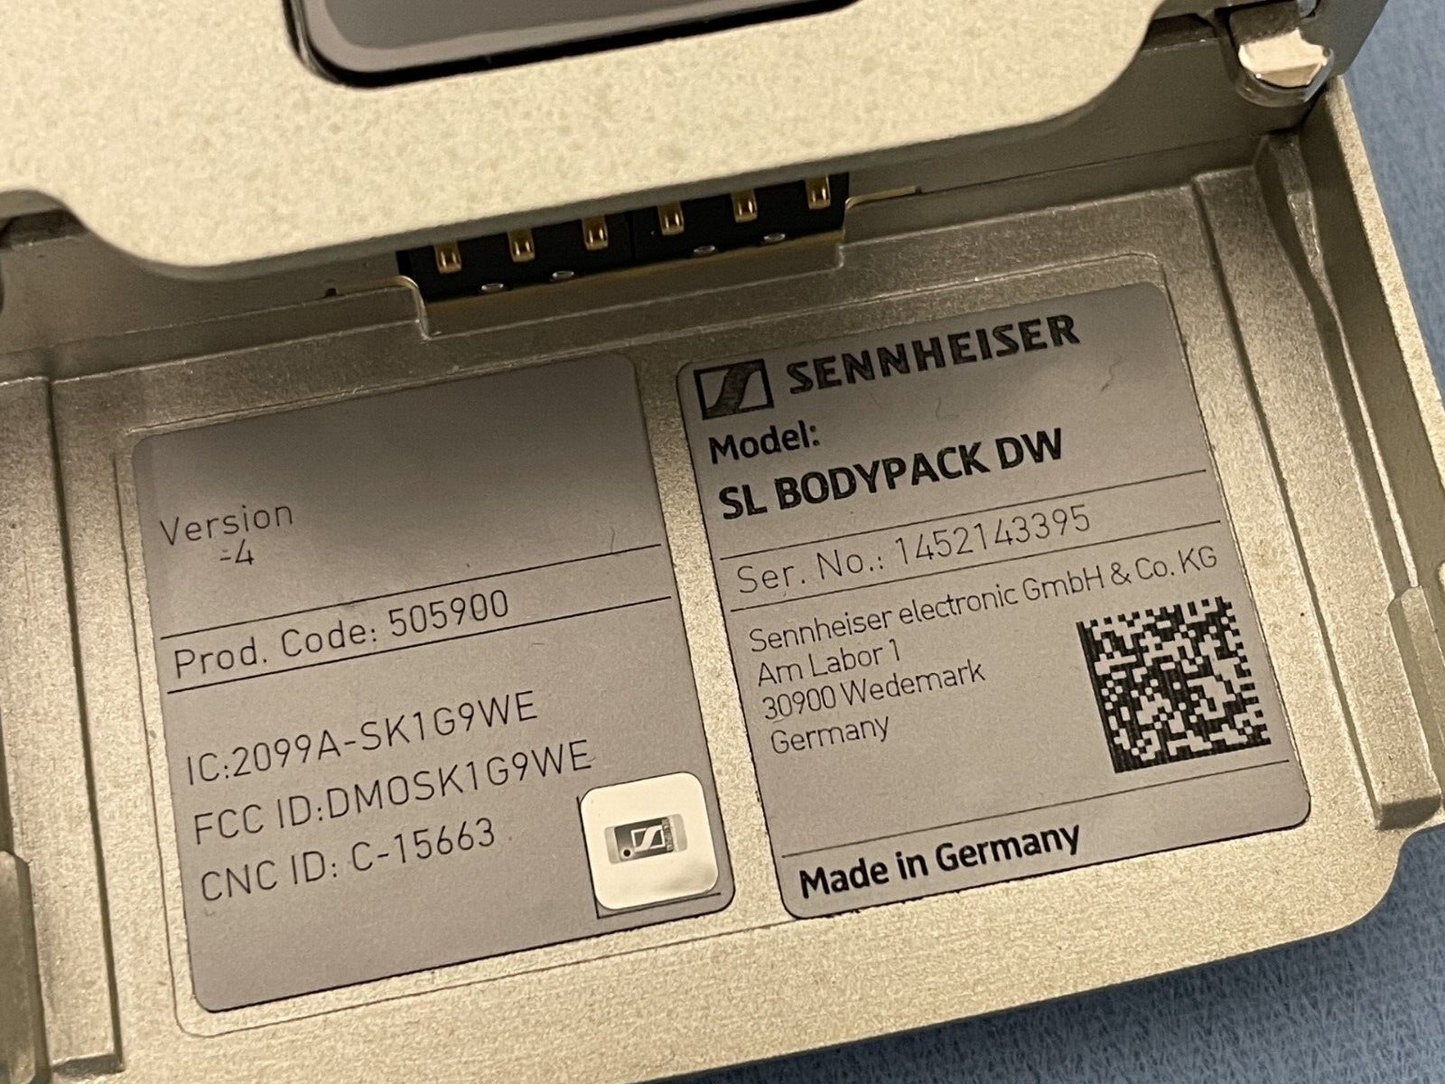 Version
-4
Prod. Code: 505900
IC:2099A-SK1G9WE
FCC ID:DMOSK1G9WE
CNC ID: C-15663
SENNHEISER
Model:
SL BODYPACK DW
Ser. No.: 1452143395
Sennheiser electronic GmbH & Co. KG
Am Labor 1
30900 Wedemark
Germany
Made in Germany